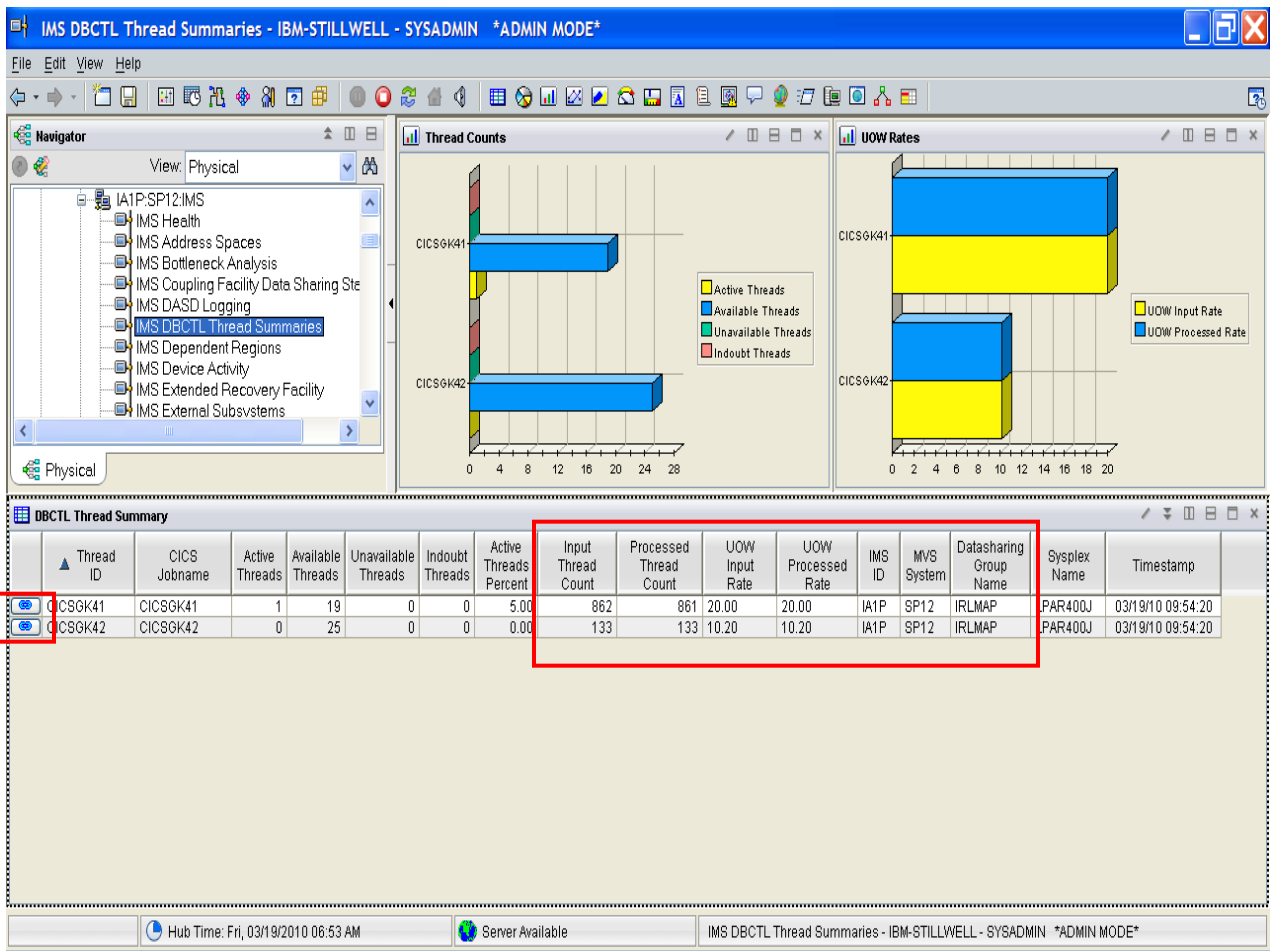 IMS DBCTL Thread Summaries - IBM-STILLWELL - SYSADMIN *ADMIN MODE*
File Edit View Help
Navigator
View: Physical
IA1P:SP12:IMS
IMS Health
IMS Address Spaces
IMS Bottleneck Analysis
IMS Coupling Facility Data Sharing Sta
IMS DASD Logging
IMS DBCTL Thread Summaries
IMS Dependent Regions
IMS Device Activity
IMS Extended Recovery Facility
IMS External Subsystems
Physical
Thread Counts
CICSGK41
CICSGK42
0 4 8 12 16 20 24 28
Active Threads
Available Threads
Unavailable Threads
Indoubt Threads
UOW Rates
CICSGK41
CICSGK42
0 2 4 6 8 10 12 14 16 18 20
UOW Input Rate
UOW Processed Rate
DBCTL Thread Summary
Thread ID CICS Jobname Active Threads Available Threads Unavailable Threads Indoubt Threads Active Threads Percent Input Thread Count Processed Thread Count UOW Input Rate UOW Processed Rate IMS ID MVS System Datasharing Group Name Sysplex Name Timestamp
CICSGK41 CICSGK41 1 19 0 0 5.00 862 861 20.00 20.00 IA1P SP12 IRLMAP LPAR400J 03/19/10 09:54:20
CICSGK42 CICSGK42 0 25 0 0 0.00 133 133 10.20 10.20 IA1P SP12 IRLMAP LPAR400J 03/19/10 09:54:20
Hub Time: Fri, 03/19/2010 06:53 AM
Server Available
IMS DBCTL Thread Summaries - IBM-STILLWELL - SYSADMIN *ADMIN MODE*